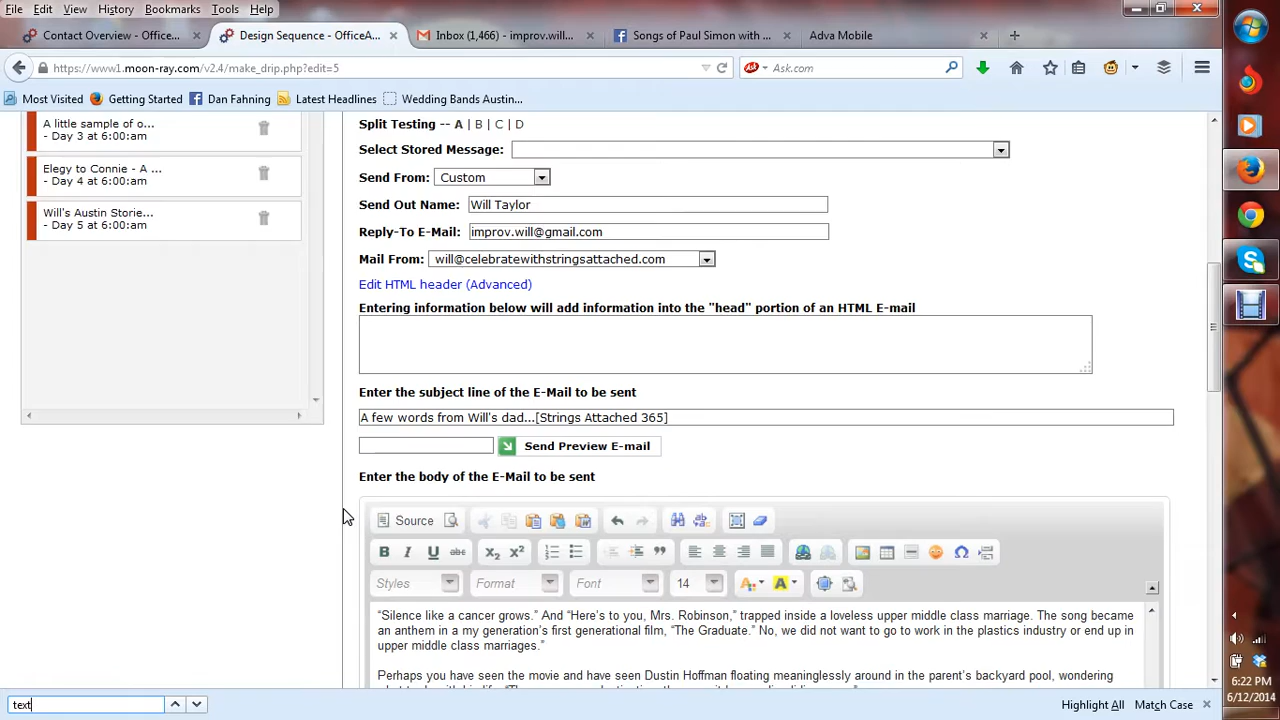 File Edit View History Bookmarks Tools Help
Contact Overview - Office... × Design Sequence - OfficeA... × Inbox (1,466) - improv.will... × Songs of Paul Simon with ... × Adva Mobile ×
https://www1.moon-ray.com/v2.4/make_drip.php?edit=5 Ask.com
Most Visited Getting Started Dan Fahning Latest Headlines Wedding Bands Austin...
A little sample of o...
- Day 3 at 6:00am
Elegy to Connie - A ...
- Day 4 at 6:00am
Will's Austin Storie...
- Day 5 at 6:00am
Split Testing -- A | B | C | D
Select Stored Message:
Send From: Custom
Send Out Name: Will Taylor
Reply-To E-Mail: improv.will@gmail.com
Mail From: will@celebratewithstringsattached.com
Edit HTML header (Advanced)
Entering information below will add information into the "head" portion of an HTML E-mail
Enter the subject line of the E-Mail to be sent
A few words from Will's dad...[Strings Attached 365]
Send Preview E-mail
Enter the body of the E-Mail to be sent
Source
Styles Format Font 14
“Silence like a cancer grows.” And “Here’s to you, Mrs. Robinson,” trapped inside a loveless upper middle class marriage. The song became
an anthem in a my generation’s first generational film, “The Graduate.” No, we did not want to go to work in the plastics industry or end up in
upper middle class marriages.”
Perhaps you have seen the movie and have seen Dustin Hoffman floating meaninglessly around in the parent’s backyard pool, wondering
text Highlight All Match Case ×
6:22 PM
6/12/2014